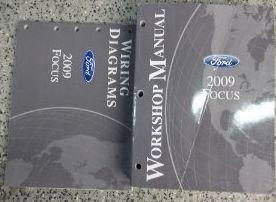 WIRING
DIAGRAMS
Ford
2009
FOCUS
WORKSHOP MANUAL
Ford
2009
FOCUS